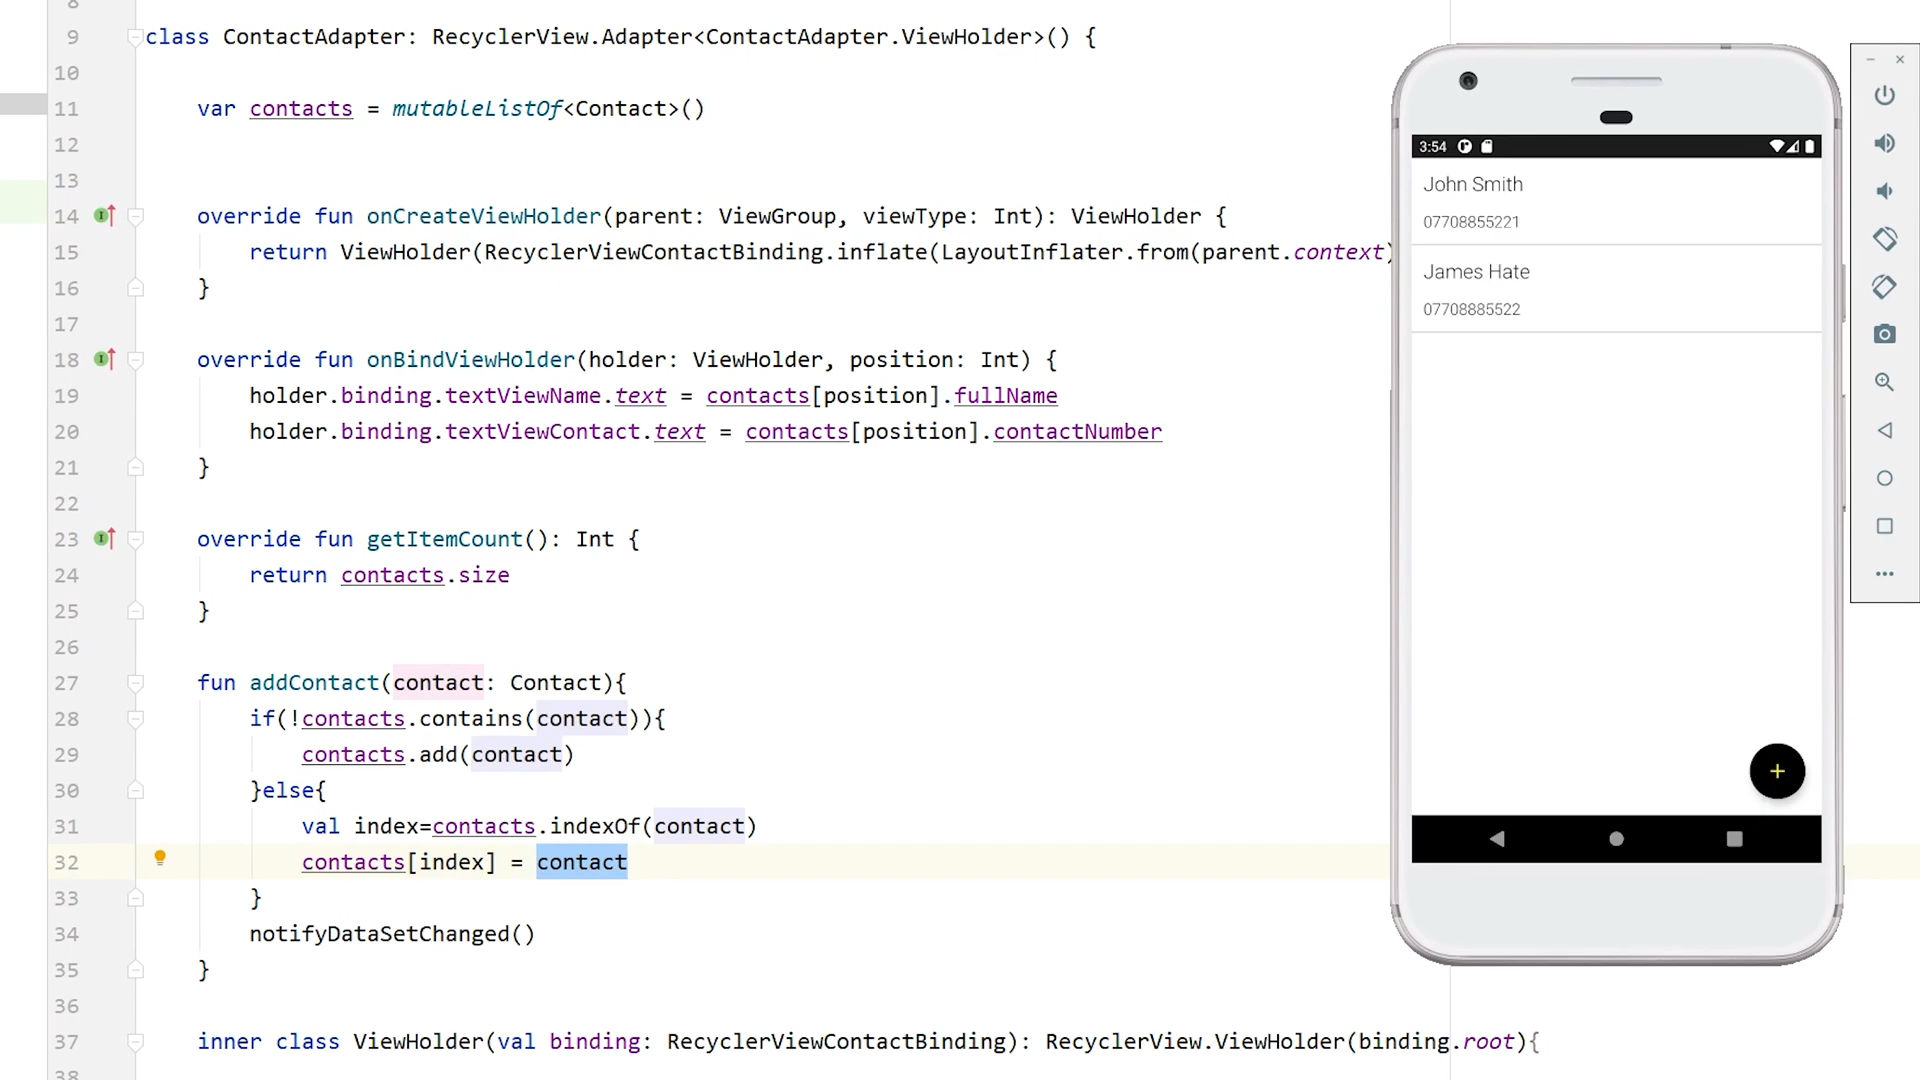 8
9 class ContactAdapter: RecyclerView.Adapter<ContactAdapter.ViewHolder>() {
10
11 var contacts = mutableListOf<Contact>()
12
13
14 override fun onCreateViewHolder(parent: ViewGroup, viewType: Int): ViewHolder {
15 return ViewHolder(RecyclerViewContactBinding.inflate(LayoutInflater.from(parent.context)
16 }
17
18 override fun onBindViewHolder(holder: ViewHolder, position: Int) {
19 holder.binding.textViewName.text = contacts[position].fullName
20 holder.binding.textViewContact.text = contacts[position].contactNumber
21 }
22
23 override fun getItemCount(): Int {
24 return contacts.size
25 }
26
27 fun addContact(contact: Contact){
28 if(!contacts.contains(contact)){
29 contacts.add(contact)
30 }else{
31 val index=contacts.indexOf(contact)
32 contacts[index] = contact
33 }
34 notifyDataSetChanged()
35 }
36
37 inner class ViewHolder(val binding: RecyclerViewContactBinding): RecyclerView.ViewHolder(binding.root){
38
3:54
John Smith
07708855221
James Hate
07708885522
+